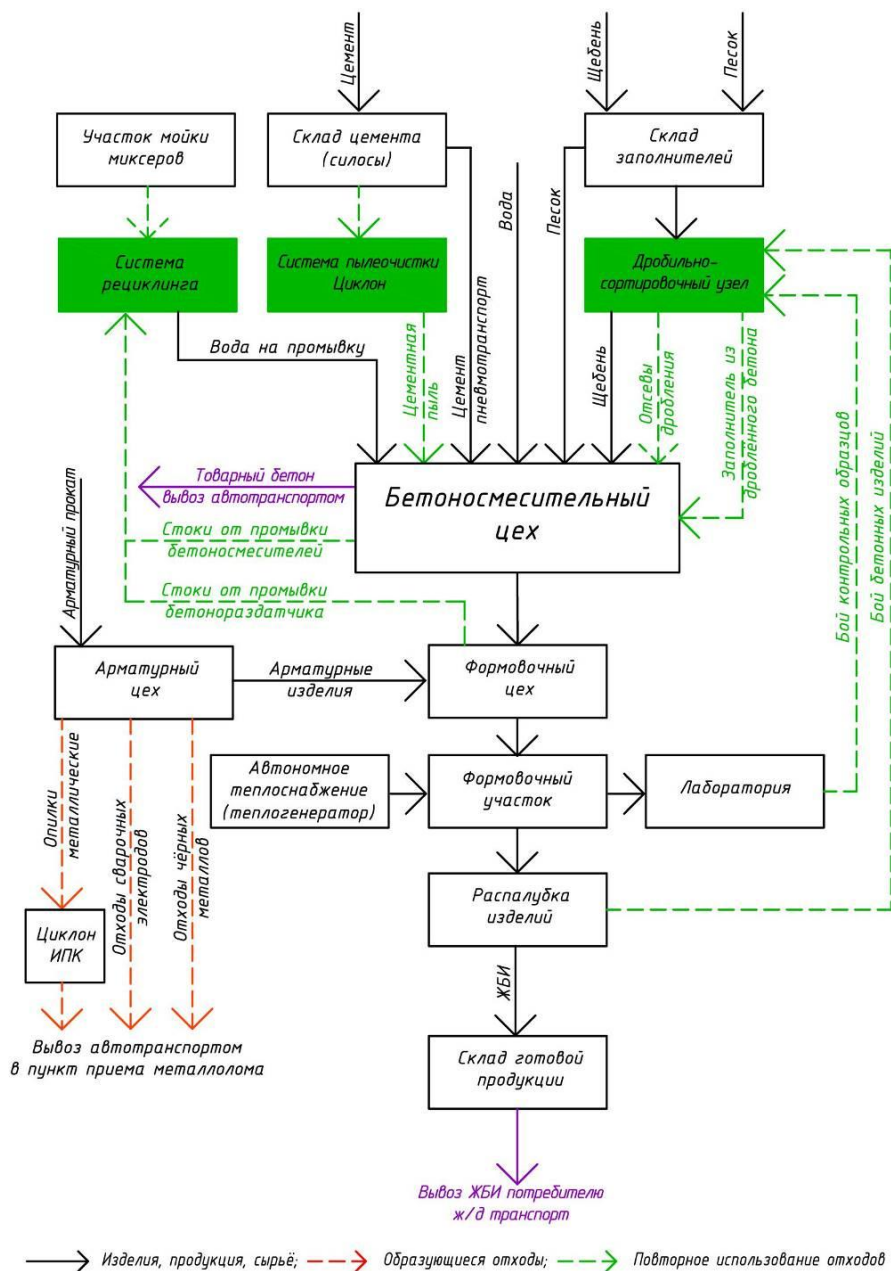 Цемент
Щебень
Песок
Участок мойки
миксеров
Склад цемента
(силосы)
Склад
заполнителей
Вода
Песок
Система
рециклинга
Система пылеочистки
Циклон
Дробильно-
сортировочный узел
Вода на промывку
Цементная
пыль
Цемент
пневмотранспорт
Щебень
Отсевы
дробления
Заполнитель из
дробленного бетона
Товарный бетон
вывоз автотранспортом
Бетоносмесительный
цех
Стоки от промывки
бетоносмесителей
Стоки от промывки
бетонораздатчика
Бой контрольных образцов
Бой бетонных изделий
Арматурный прокат
Арматурный
цех
Арматурные
изделия
Формовочный
цех
Автономное
теплоснабжение
(теплогенератор)
Формовочный
участок
Лаборатория
Опилки
металлические
Отходы сварочных
электродов
Отходы чёрных
металлов
Распалубка
изделий
Циклон
ИПК
ЖБИ
Вывоз автотранспортом
в пункт приема металлолома
Склад готовой
продукции
Вывоз ЖБИ потребителю
ж/д транспорт
Изделия, продукция, сырьё;
Образующиеся отходы;
Повторное использование отходов